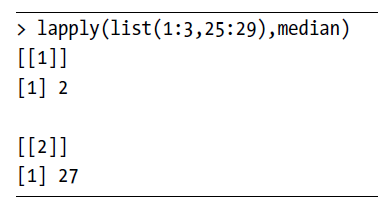 > lapply(list(1:3,25:29),median)
[[1]]
[1] 2
[[2]]
[1] 27